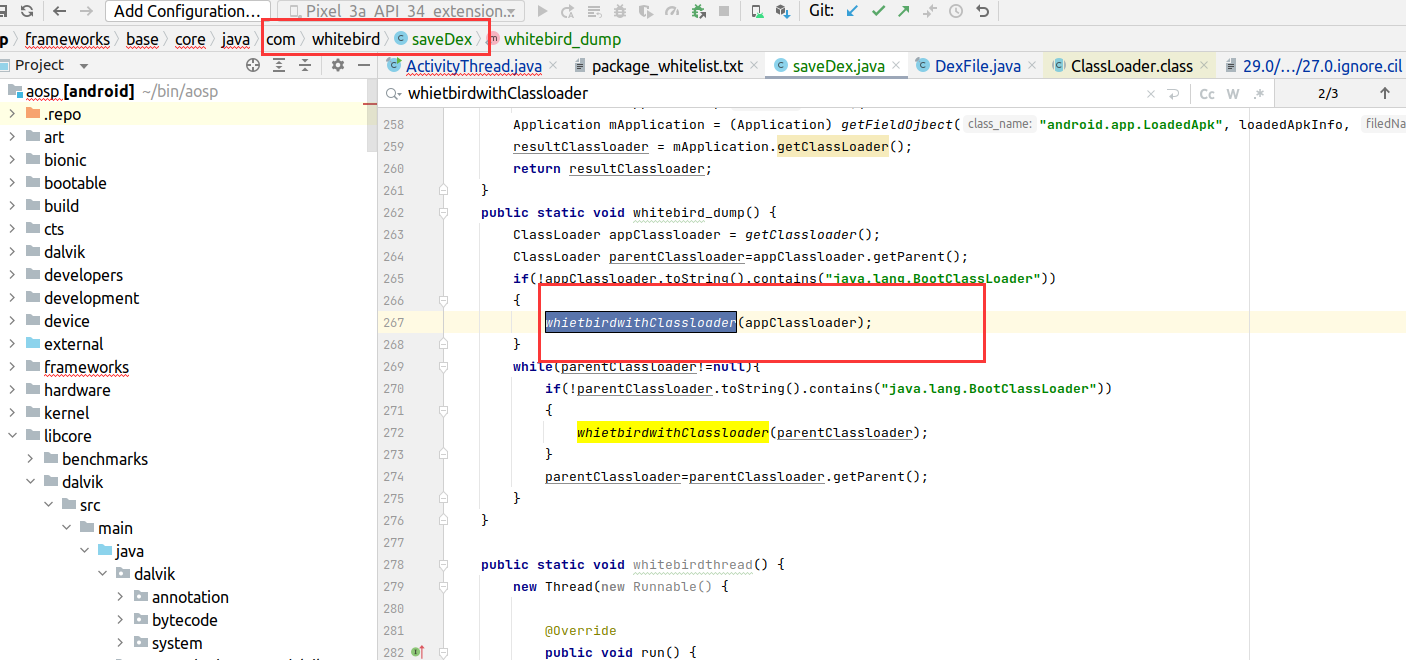 Add Configuration... Pixel_3a_API_34_extension... Git:
p frameworks base core java com whitebird saveDex whitebird_dump
Project ActivityThread.java package_whitelist.txt saveDex.java DexFile.java ClassLoader.class 29.0/.../27.0.ignore.cil
aosp [android] ~/bin/aosp
.repo
art
bionic
bootable
build
cts
dalvik
developers
development
device
external
frameworks
hardware
kernel
libcore
benchmarks
dalvik
src
main
java
dalvik
annotation
bytecode
system
whietbirdwithClassloader Cc W .* 2/3
258 Application mApplication = (Application) getFieldOjbect( class_name: "android.app.LoadedApk", loadedApkInfo, filedNa
259 resultClassloader = mApplication.getClassLoader();
260 return resultClassloader;
261 }
262 public static void whitebird_dump() {
263 ClassLoader appClassloader = getClassloader();
264 ClassLoader parentClassloader=appClassloader.getParent();
265 if(!appClassloader.toString().contains("java.lang.BootClassLoader"))
266 {
267 whietbirdwithClassloader(appClassloader);
268 }
269 while(parentClassloader!=null){
270 if(!parentClassloader.toString().contains("java.lang.BootClassLoader"))
271 {
272 whietbirdwithClassloader(parentClassloader);
273 }
274 parentClassloader=parentClassloader.getParent();
275 }
276 }
277
278 public static void whitebirdthread() {
279 new Thread(new Runnable() {
280
281 @Override
282 public void run() {